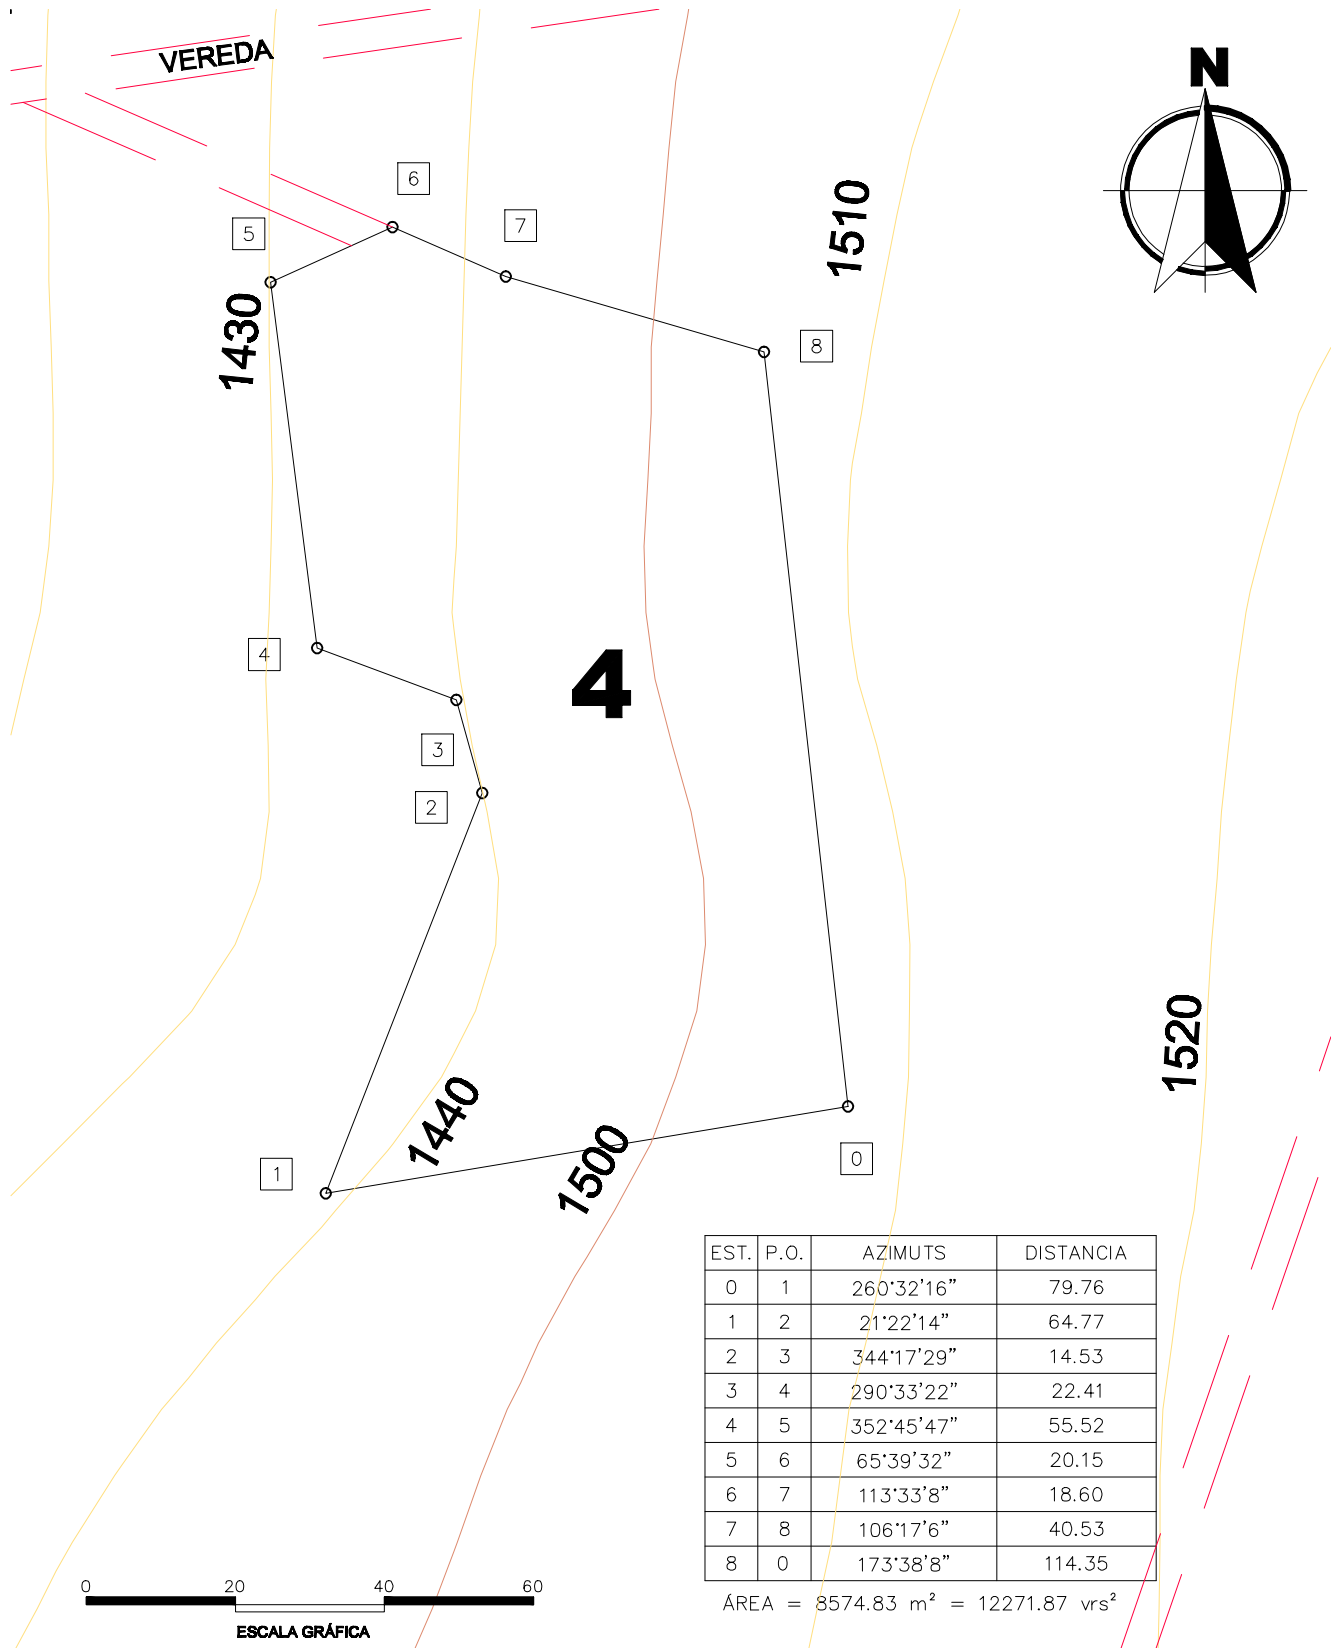 VEREDA
N
6
7
5
1510
1430
8
4
4
3
2
1520
1440
1500
1
0
EST. P.O. AZIMUTS DISTANCIA
0 1 260°32'16" 79.76
1 2 21°22'14" 64.77
2 3 344°17'29" 14.53
3 4 290°33'22" 22.41
4 5 352°45'47" 55.52
5 6 65°39'32" 20.15
6 7 113°33'8" 18.60
7 8 106°17'6" 40.53
8 0 173°38'8" 114.35
ÁREA = 8574.83 m² = 12271.87 vrs²
0 20 40 60
ESCALA GRÁFICA